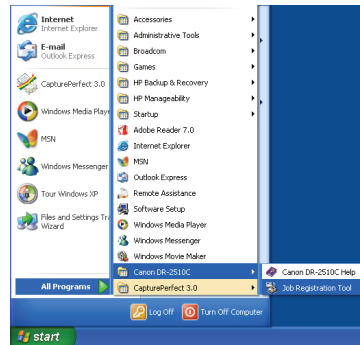 Internet
Internet Explorer
E-mail
Outlook Express
CapturePerfect 3.0
Windows Media Playe
MSN
Windows Messenger
Tour Windows XP
Files and Settings Tra
Wizard
All Programs
Accessories
Administrative Tools
Broadcom
Games
HP Backup & Recovery
HP Manageability
Startup
Adobe Reader 7.0
Internet Explorer
MSN
Outlook Express
Remote Assistance
Software Setup
Windows Media Player
Windows Messenger
Windows Movie Maker
Canon DR-2510C
CapturePerfect 3.0
Canon DR-2510C Help
Job Registration Tool
Log Off
Turn Off Computer
start